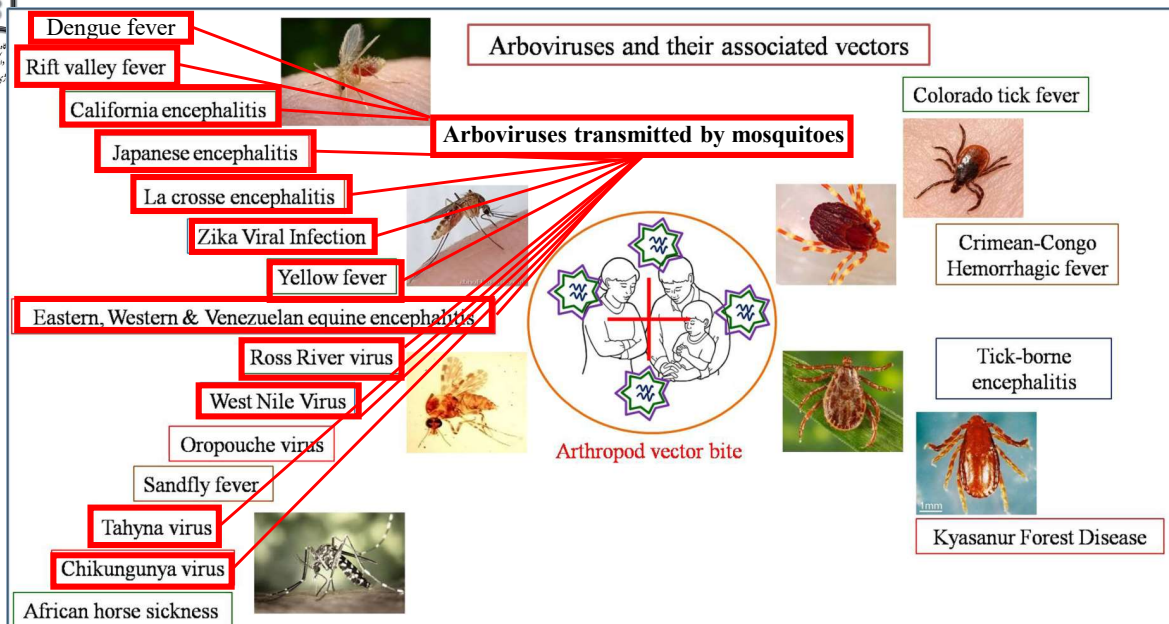 Dengue fever
Arboviruses and their associated vectors
Rift valley fever
California encephalitis
Colorado tick fever
Arboviruses transmitted by mosquitoes
Japanese encephalitis
La crosse encephalitis
Zika Viral Infection
Crimean-Congo
Hemorrhagic fever
Yellow fever
Eastern, Western & Venezuelan equine encephalitis
Ross River virus
Tick-borne
encephalitis
West Nile Virus
Oropouche virus
Arthropod vector bite
Sandfly fever
1mm
Tahyna virus
Kyasanur Forest Disease
Chikungunya virus
African horse sickness